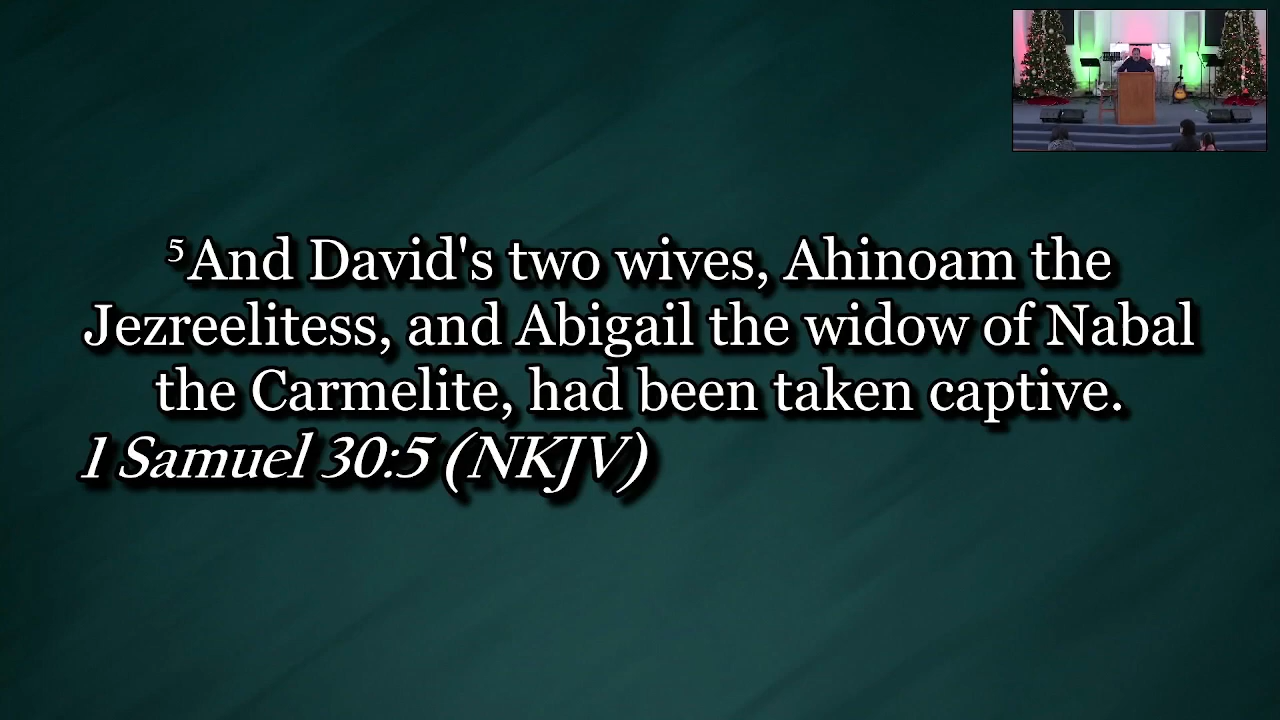 ⁵And David's two wives, Ahinoam the
Jezreelitess, and Abigail the widow of Nabal
the Carmelite, had been taken captive.
1 Samuel 30:5 (NKJV)